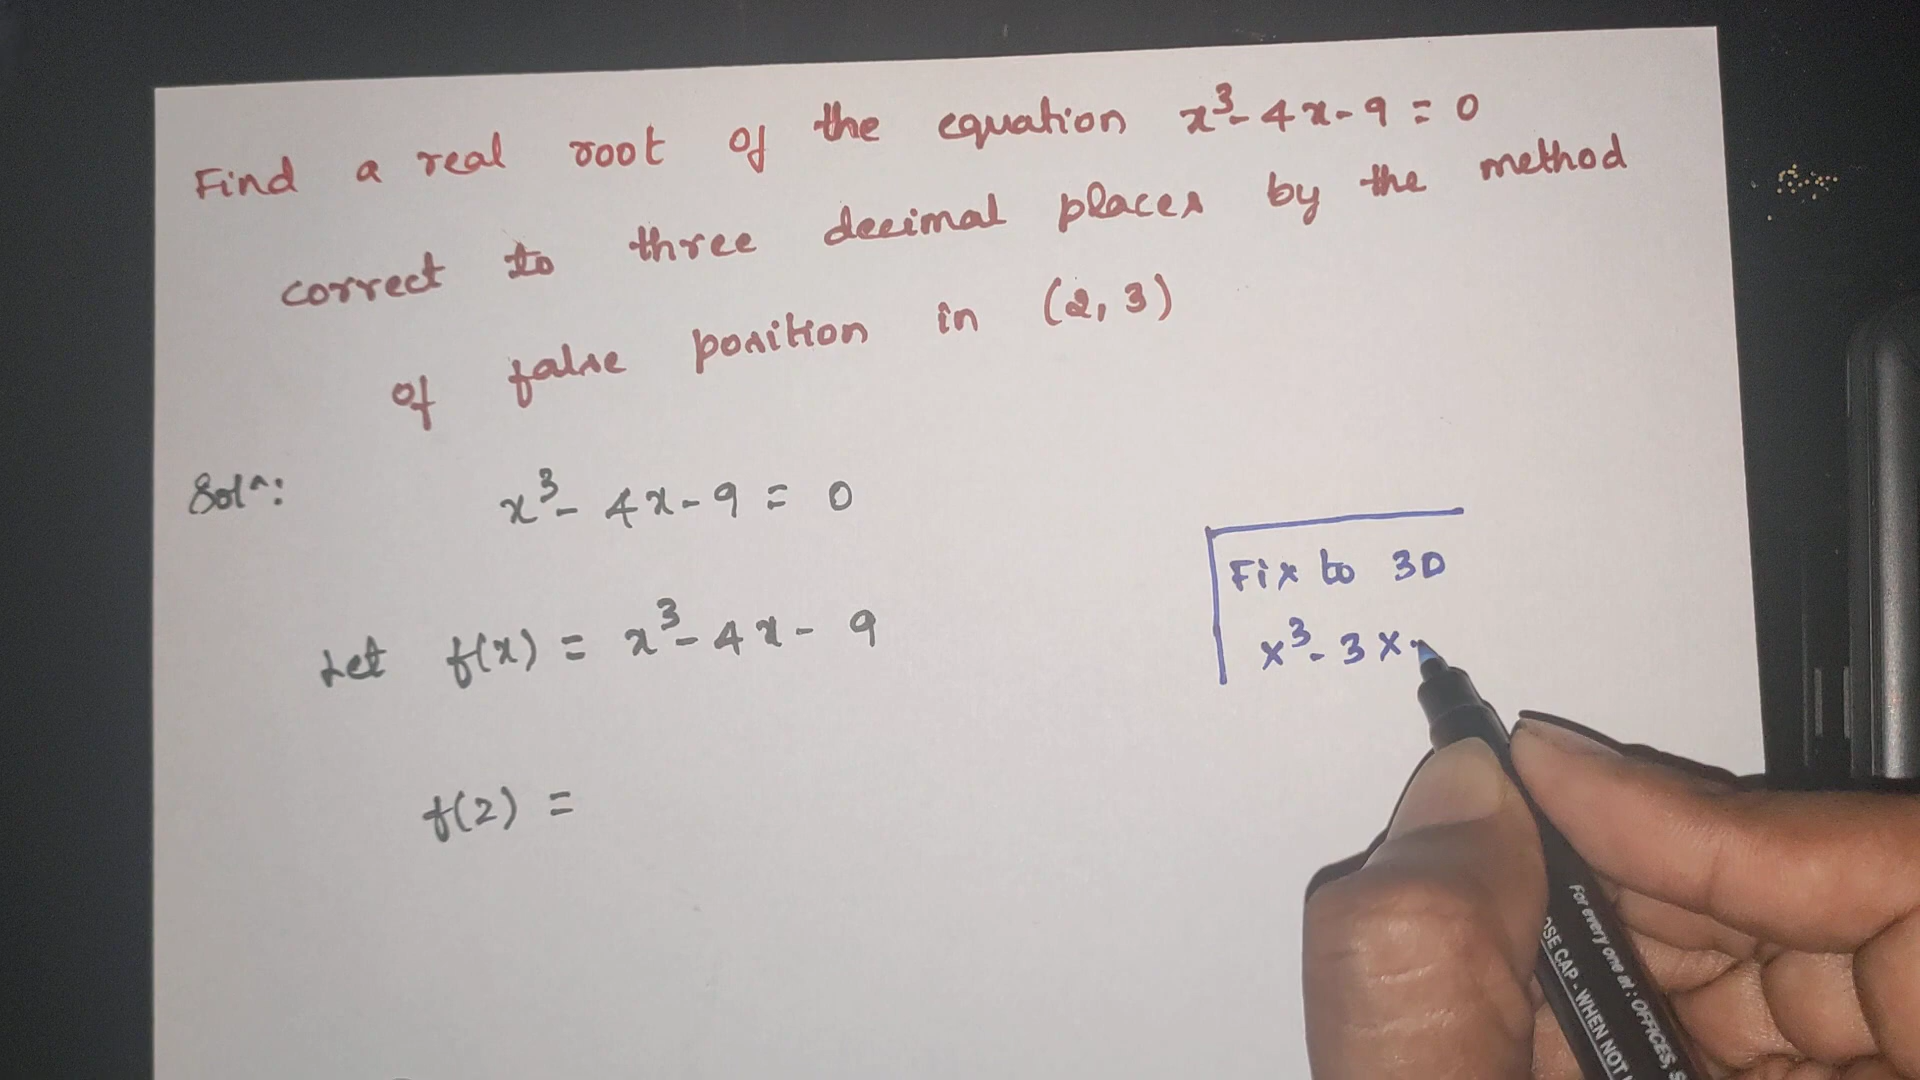 Find a real root of the equation x³-4x-9=0
correct to three decimal places by the method
of false position in (2,3)
Solⁿ:
x³-4x-9=0
Let f(x) = x³-4x-9
f(2) =
Fix to 3D
x³-3x-
For every one at: OFFICES, S
OSE CAP - WHEN NOT